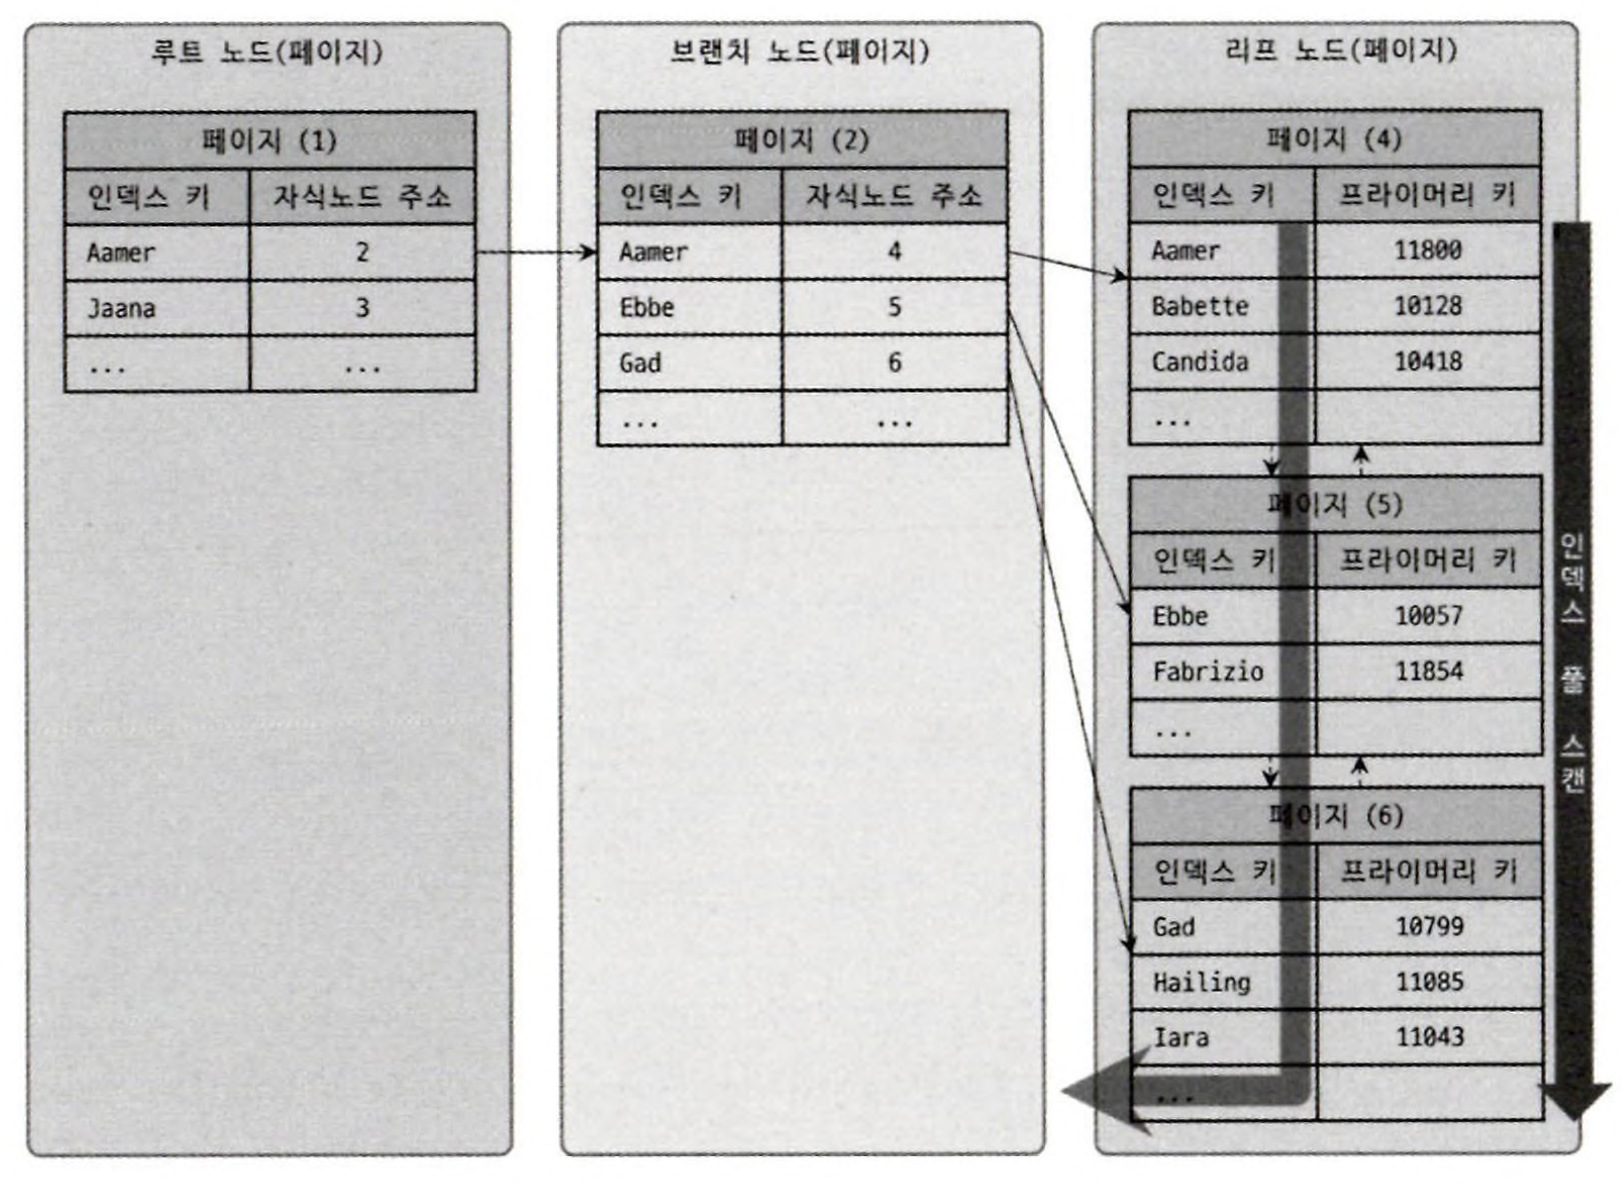 루트 노드(페이지)
페이지 (1)
인덱스 키 자식노드 주소
Aamer 2
Jaana 3
... ...
브랜치 노드(페이지)
페이지 (2)
인덱스 키 자식노드 주소
Aamer 4
Ebbe 5
Gad 6
... ...
리프 노드(페이지)
페이지 (4)
인덱스 키 프라이머리 키
Aamer 11800
Babette 10128
Candida 10418
...
페이지 (5)
인덱스 키 프라이머리 키
Ebbe 10057
Fabrizio 11854
...
페이지 (6)
인덱스 키 프라이머리 키
Gad 10799
Hailing 11085
Iara 11043
...
인덱스 풀 스캔